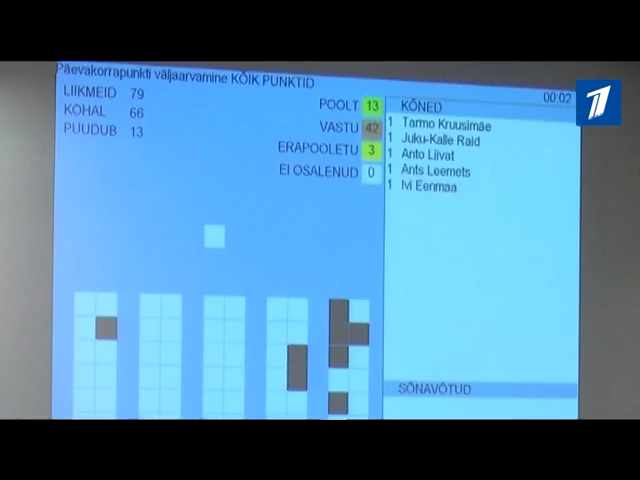 Päevakorrapunkti väljaarvamine KÕIK PUNKTID
LIIKMEID 79
KOHAL 66
PUUDUB 13
POOLT 13
VASTU 42
ERAPOOLETU 3
EI OSALENUD 0
00:02
1
KÕNED
1 Tarmo Kruusimäe
1 Juku-Kalle Raid
1 Anto Liivat
1 Ants Leemets
1 Ivi Eenmaa
SÕNAVÕTUD